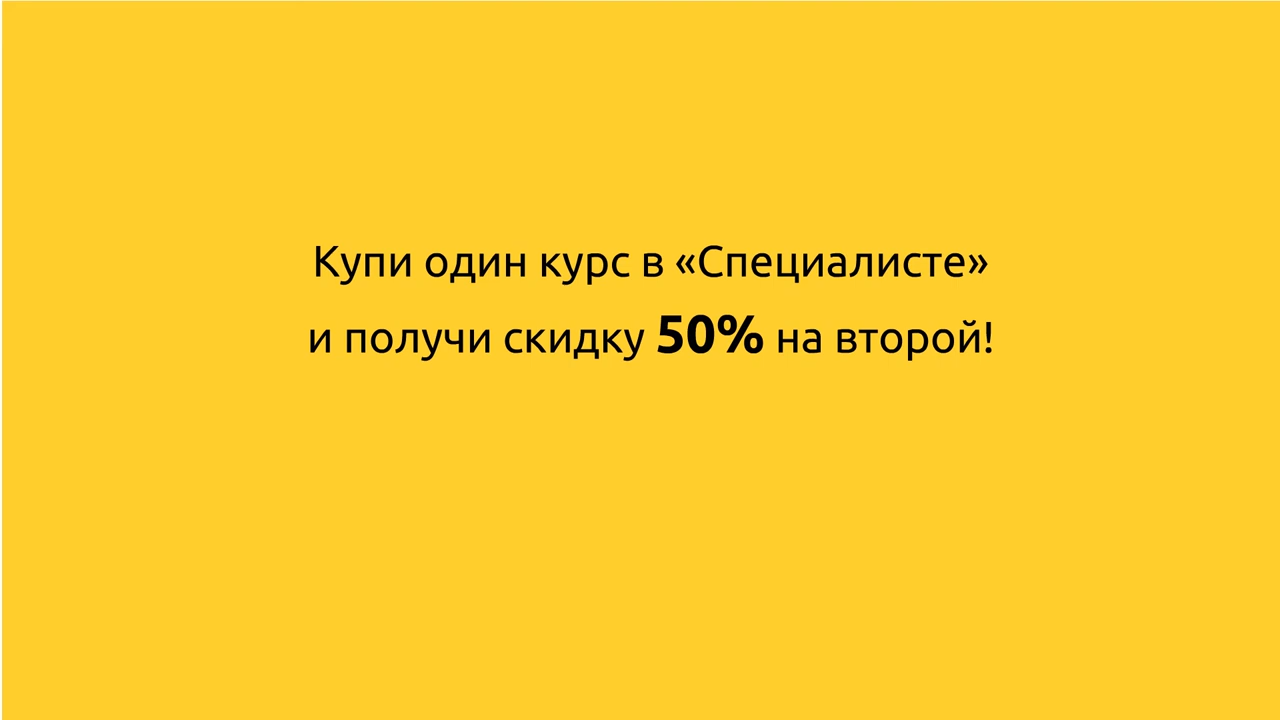 Купи один курс в «Специалисте»
и получи скидку 50% на второй!